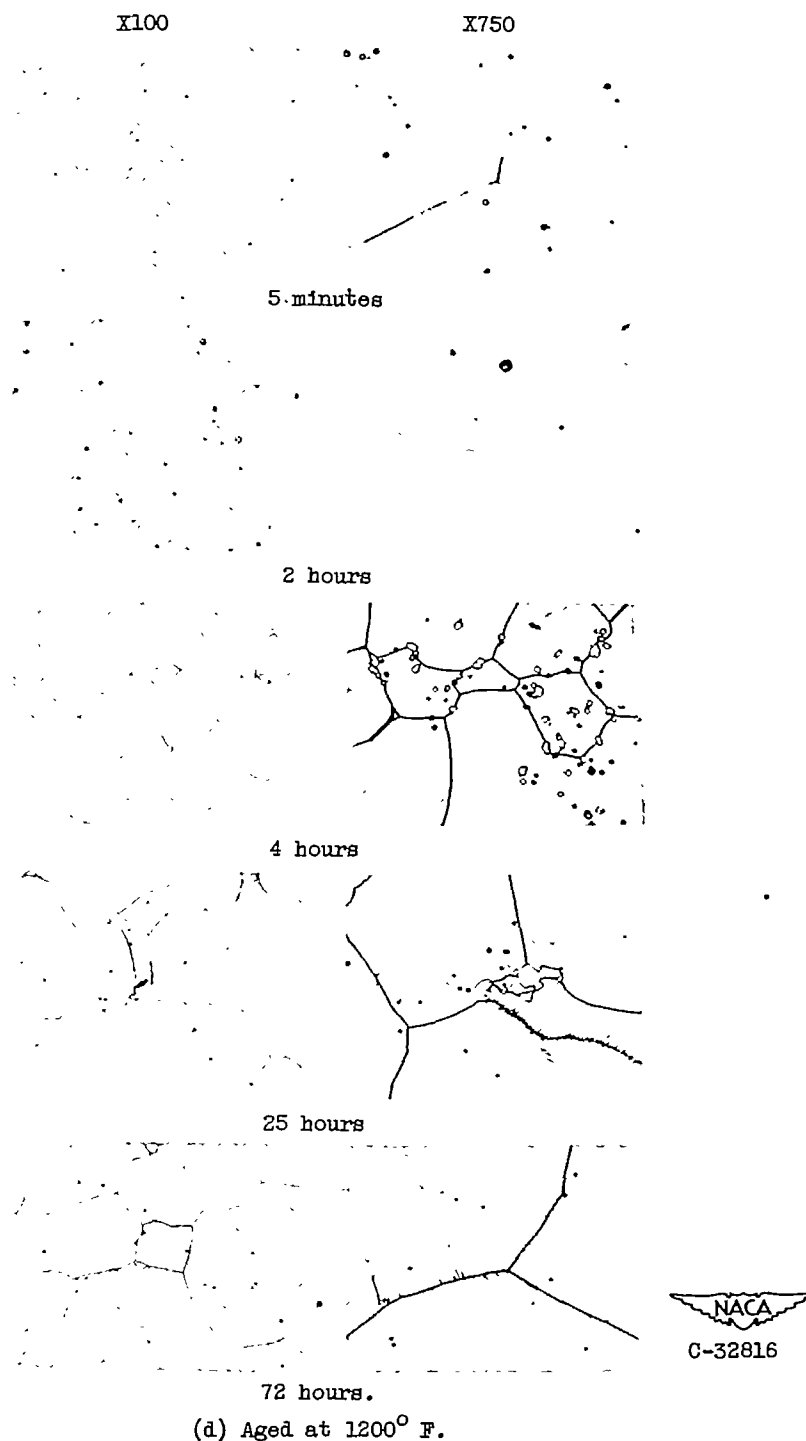 X100 X750
5 minutes
2 hours
4 hours
25 hours
72 hours.
NACA
C-32816
(d) Aged at 1200° F.